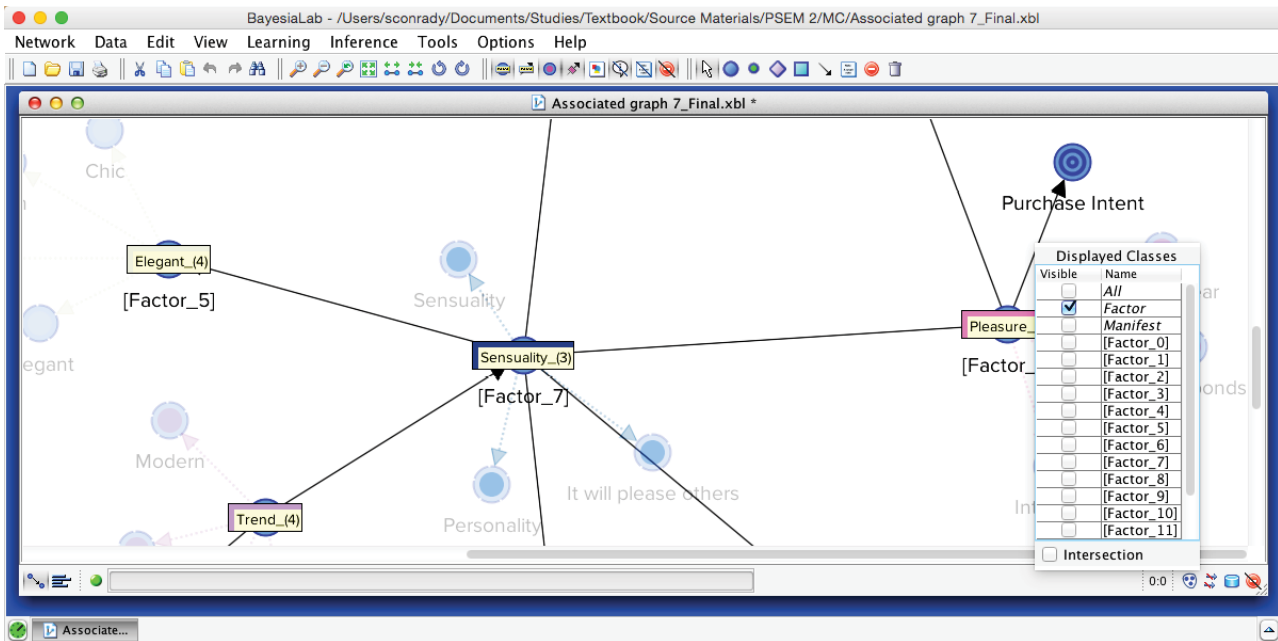 BayesiaLab - /Users/sconrady/Documents/Studies/Textbook/Source Materials/PSEM 2/MC/Associated graph 7_Final.xbl
Network Data Edit View Learning Inference Tools Options Help
Associated graph 7_Final.xbl *
Chic
Purchase Intent
Elegant_(4)
[Factor_5]
Sensuality
egant
Sensuality_(3)
[Factor_7]
Pleasure_
[Factor_
Modern
It will please others
Trend_(4)
Personality
Int
ear
onds
Displayed Classes
Visible Name
All
Factor
Manifest
[Factor_0]
[Factor_1]
[Factor_2]
[Factor_3]
[Factor_4]
[Factor_5]
[Factor_6]
[Factor_7]
[Factor_8]
[Factor_9]
[Factor_10]
[Factor_11]
Intersection
0:0
Associate...